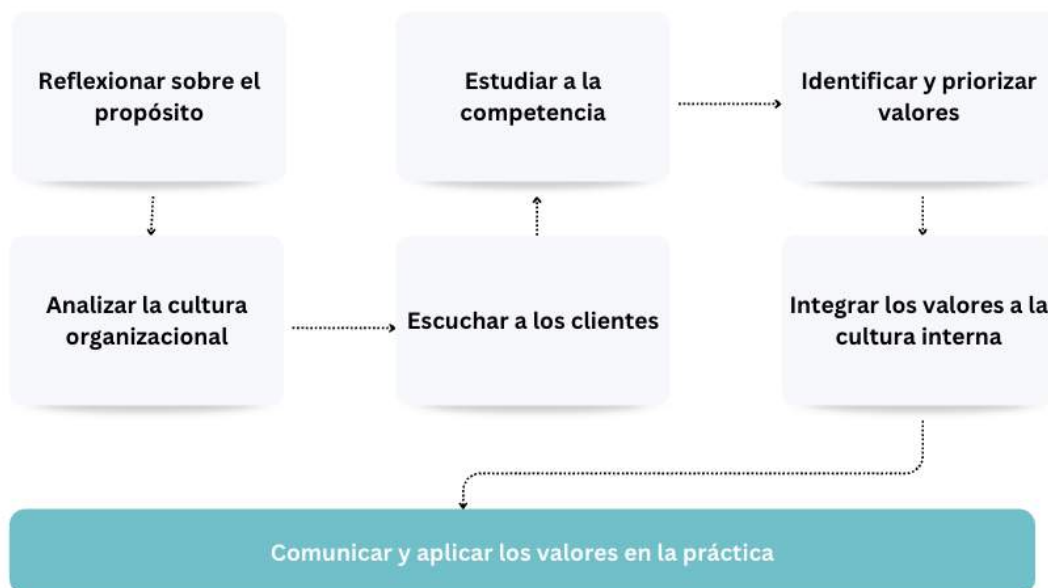 Reflexionar sobre el
propósito
Analizar la cultura
organizacional
Escuchar a los clientes
Estudiar a la
competencia
Identificar y priorizar
valores
Integrar los valores a la
cultura interna
Comunicar y aplicar los valores en la práctica